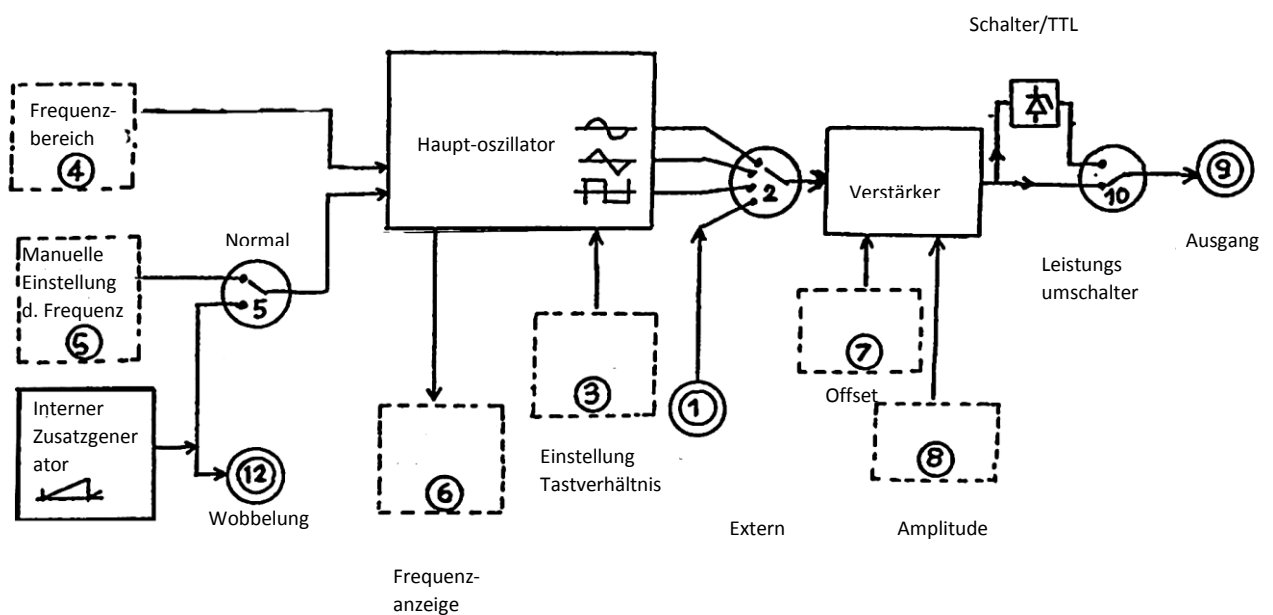 Schalter/TTL
Frequenz-
bereich
4
Haupt-oszillator
2
Verstärker
10
9
Ausgang
Manuelle
Einstellung
d. Frequenz
5
Normal
5
Leistungs
umschalter
7
Offset
3
Einstellung
Tastverhältnis
1
Extern
8
Amplitude
Interner
Zusatzgener
ator
12
Wobbelung
6
Frequenz-
anzeige